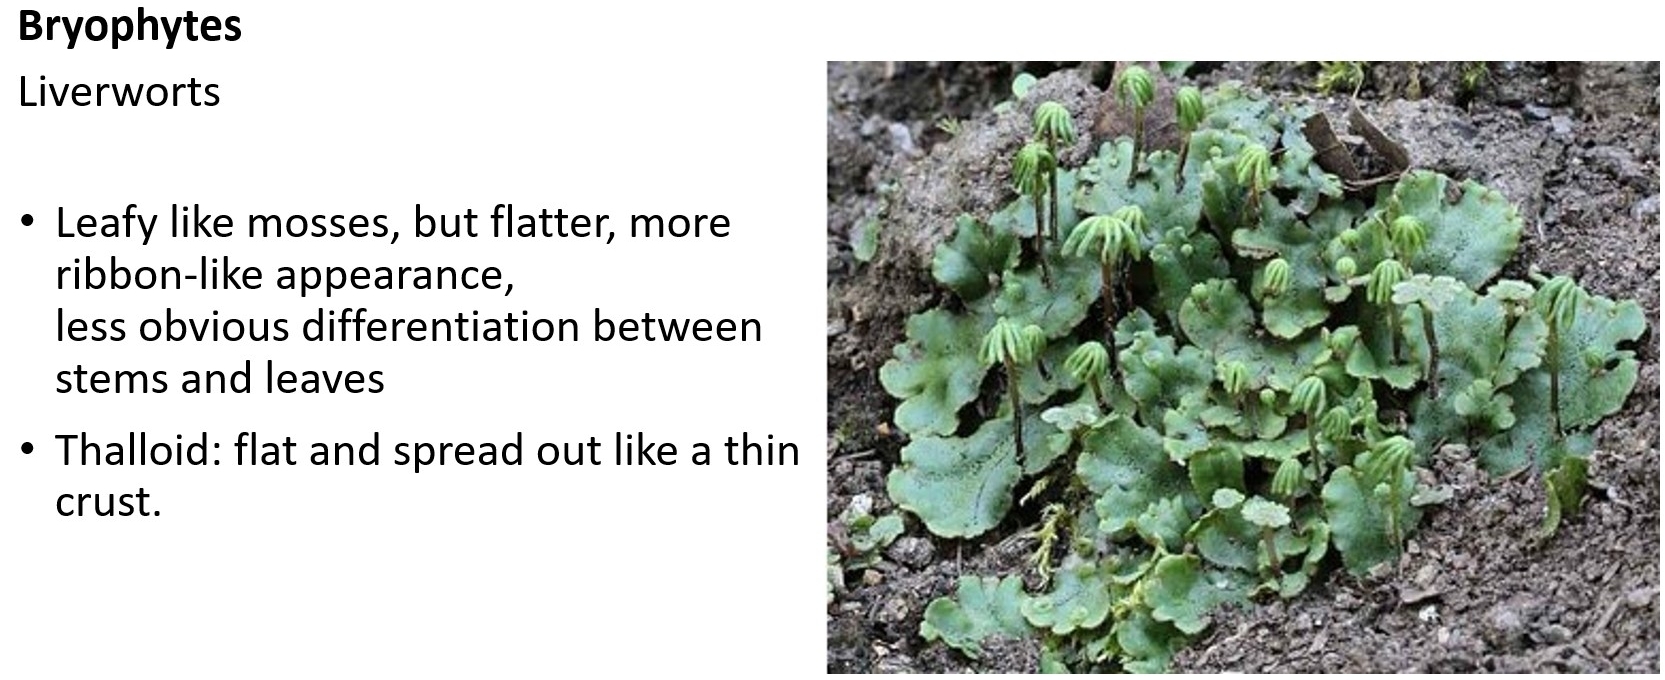 Bryophytes
Liverworts
• Leafy like mosses, but flatter, more
ribbon-like appearance,
less obvious differentiation between
stems and leaves
• Thalloid: flat and spread out like a thin
crust.